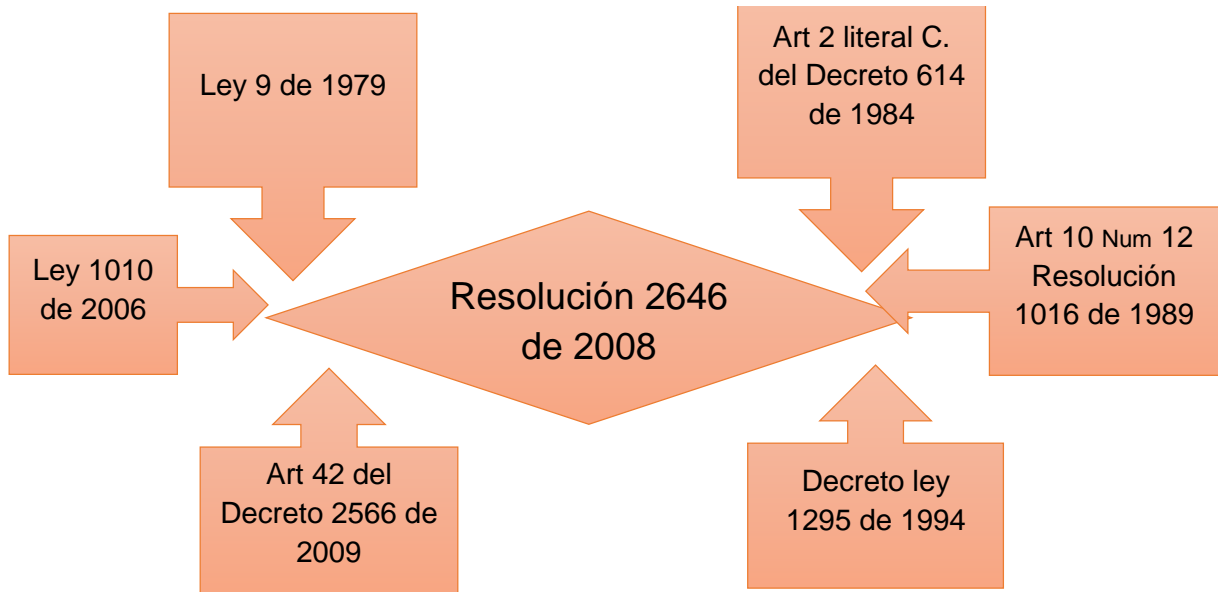 Ley 9 de 1979
Art 2 literal C.
del Decreto 614
de 1984
Ley 1010
de 2006
Resolución 2646
de 2008
Art 10 Num 12
Resolución
1016 de 1989
Art 42 del
Decreto 2566 de
2009
Decreto ley
1295 de 1994